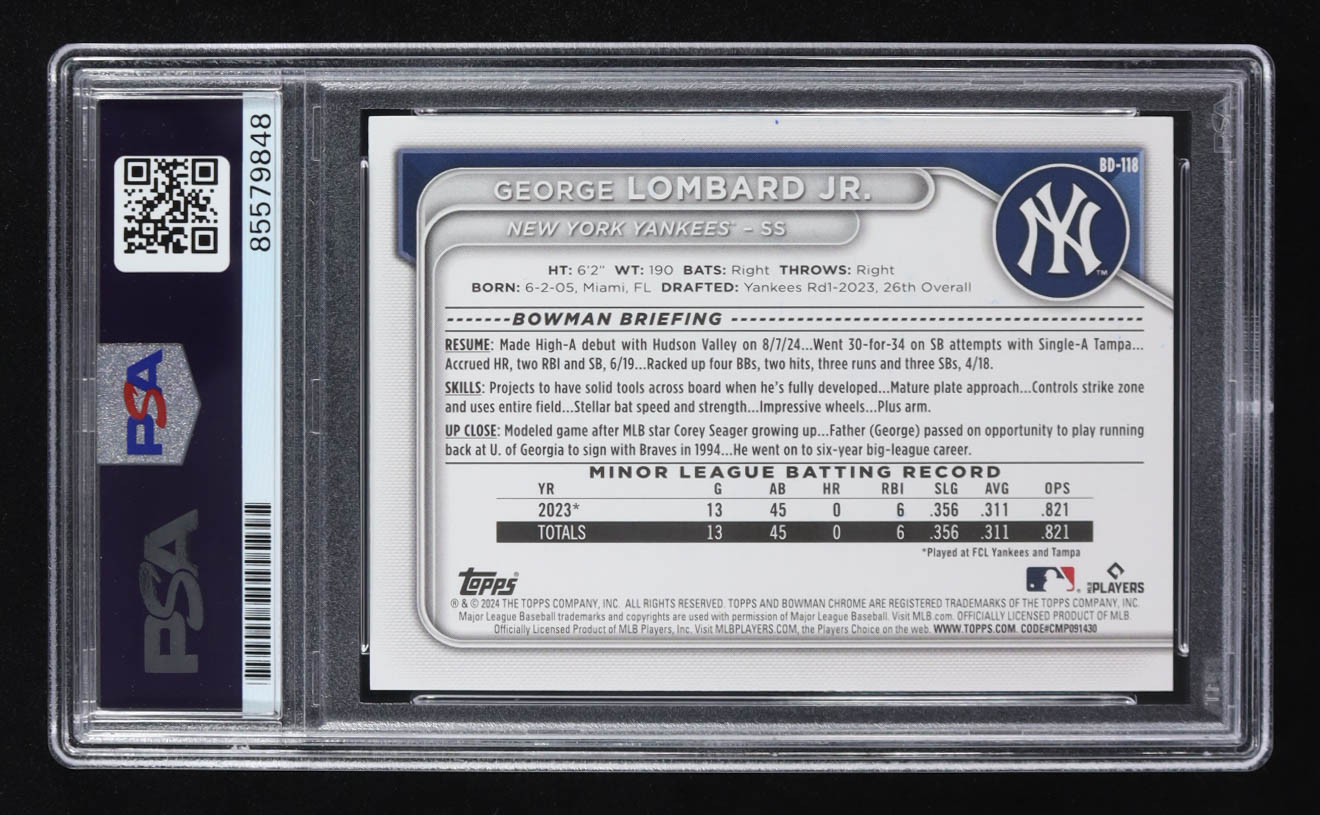 85579848
PSA
PSA
BD-118
GEORGE LOMBARD JR.
NEW YORK YANKEES™ – SS
NY
™
HT: 6'2" WT: 190 BATS: Right THROWS: Right
BORN: 6-2-05, Miami, FL DRAFTED: Yankees Rd1-2023, 26th Overall
-------BOWMAN BRIEFING -------
RESUME: Made High-A debut with Hudson Valley on 8/7/24...Went 30-for-34 on SB attempts with Single-A Tampa...
Accrued HR, two RBI and SB, 6/19...Racked up four BBs, two hits, three runs and three SBs, 4/18.
SKILLS: Projects to have solid tools across board when he's fully developed...Mature plate approach...Controls strike zone
and uses entire field...Stellar bat speed and strength...Impressive wheels...Plus arm.
UP CLOSE: Modeled game after MLB star Corey Seager growing up...Father (George) passed on opportunity to play running
back at U. of Georgia to sign with Braves in 1994...He went on to six-year big-league career.
MINOR LEAGUE BATTING RECORD
YR G AB HR RBI SLG AVG OPS
2023* 13 45 0 6 .356 .311 .821
TOTALS 13 45 0 6 .356 .311 .821
*Played at FCL Yankees and Tampa
Topps®
MLB PLAYERS
® & © 2024 THE TOPPS COMPANY, INC. ALL RIGHTS RESERVED. TOPPS AND BOWMAN CHROME ARE REGISTERED TRADEMARKS OF THE TOPPS COMPANY, INC.
Major League Baseball trademarks and copyrights are used with permission of Major League Baseball. Visit MLB.com. OFFICIALLY LICENSED PRODUCT OF MLB.
Officially Licensed Product of MLB Players, Inc. Visit MLBPLAYERS.COM, the Players Choice on the web. WWW.TOPPS.COM. CODE#CMP091430